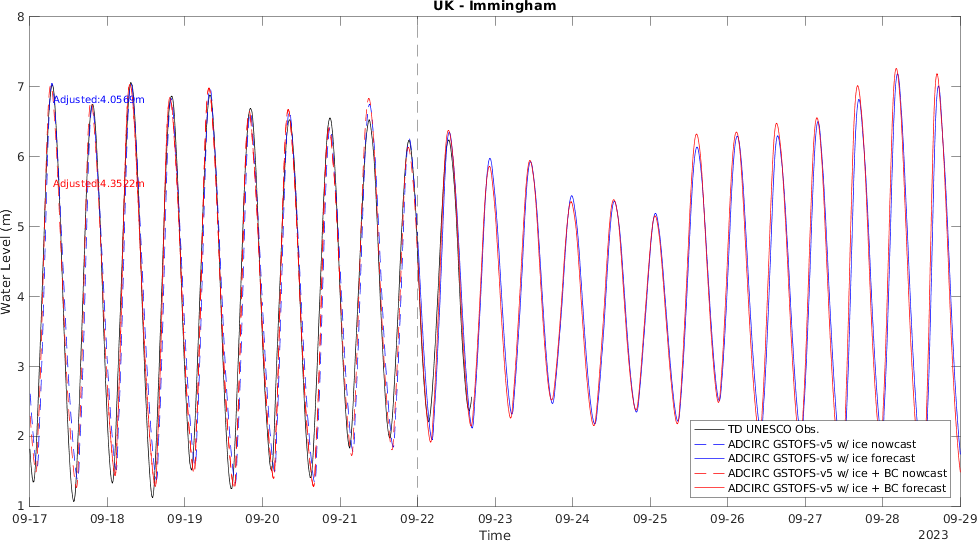 UK - Immingham
8
7
6
5
4
3
2
1
Water Level (m)
Adjusted:4.0569m
Adjusted:4.3522m
TD UNESCO Obs.
ADCIRC GSTOFS-v5 w/ ice nowcast
ADCIRC GSTOFS-v5 w/ ice forecast
ADCIRC GSTOFS-v5 w/ ice + BC nowcast
ADCIRC GSTOFS-v5 w/ ice + BC forecast
09-17 09-18 09-19 09-20 09-21 09-22 09-23 09-24 09-25 09-26 09-27 09-28 09-29
Time
2023